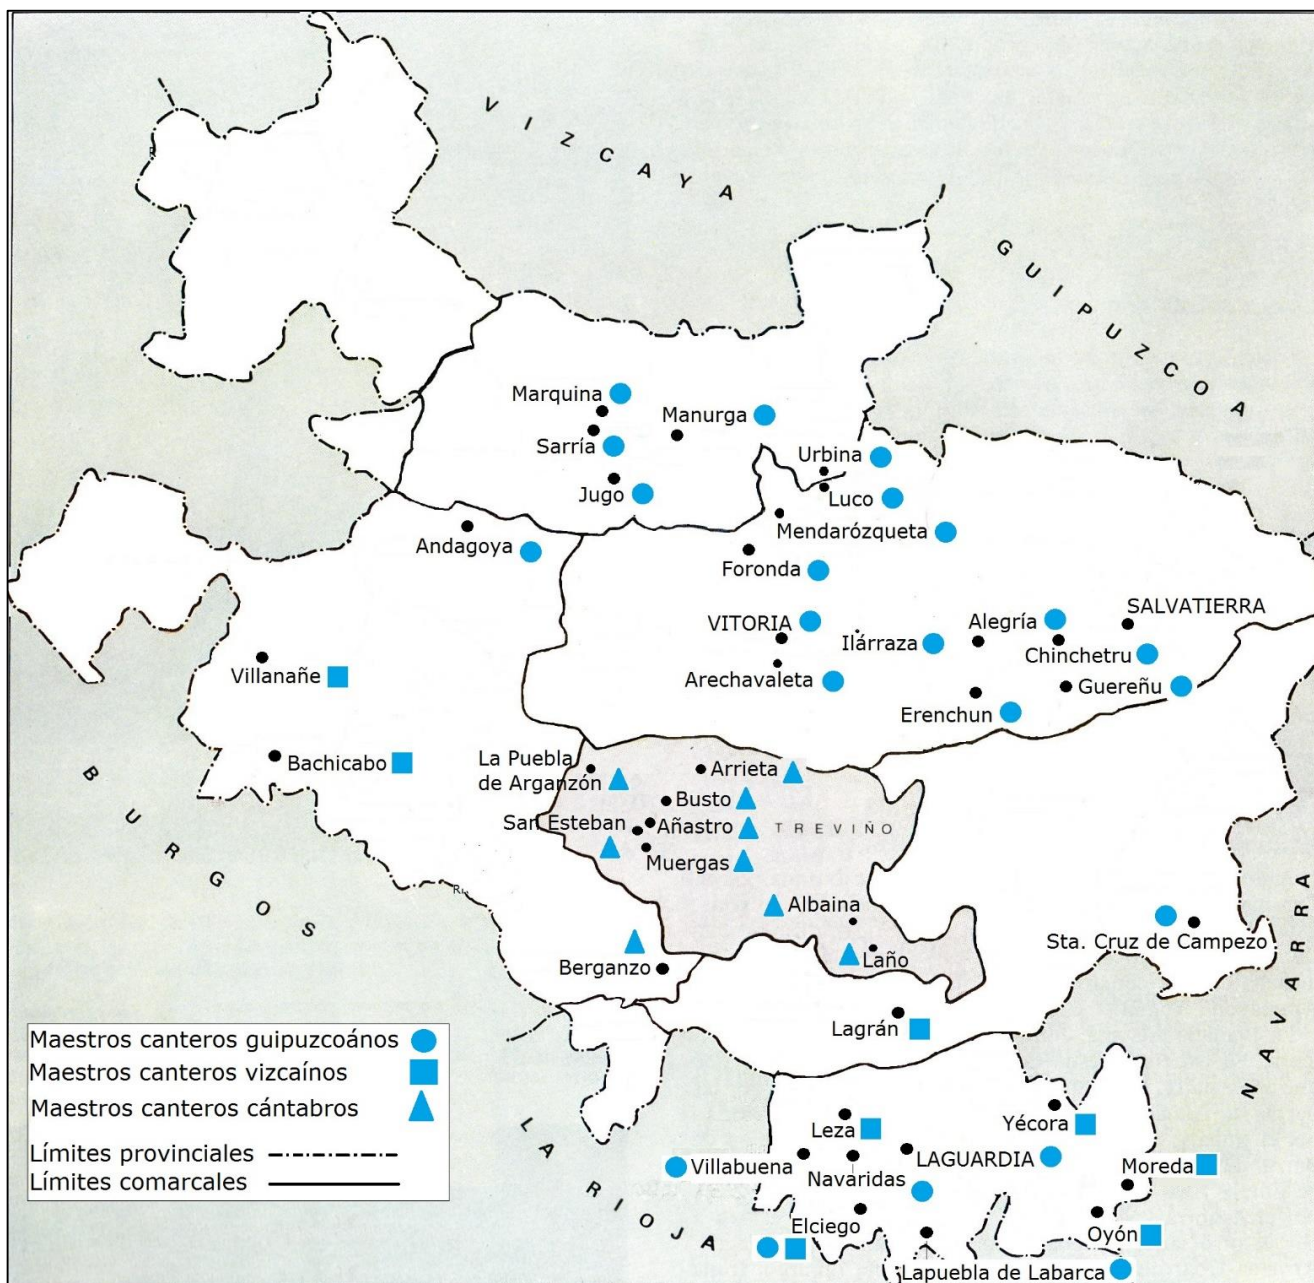 VIZCAYA
GUIPUZCOA
Marquina
Manurga
Sarría
Jugo
Urbina
Luco
Andagoya
Mendarózqueta
Foronda
SALVATIERRA
VITORIA
Alegría
Ilárraza
Chinchetru
Villanañe
Arechavaleta
Guereñu
Erenchun
La Puebla
de Arganzón
Arrieta
Bachicabo
Busto
San Esteban
Añastro
TREVIÑO
Muergas
BURGOS
Albaina
NAVARRA
Sta. Cruz de Campezo
Laño
Berganzo
Lagrán
Maestros canteros guipuzcoános
Maestros canteros vizcaínos
Maestros canteros cántabros
Límites provinciales
Límites comarcales
LA RIOJA
Leza
Yécora
Villabuena
LAGUARDIA
Moreda
Navaridas
Elciego
Oyón
Lapuebla de Labarca